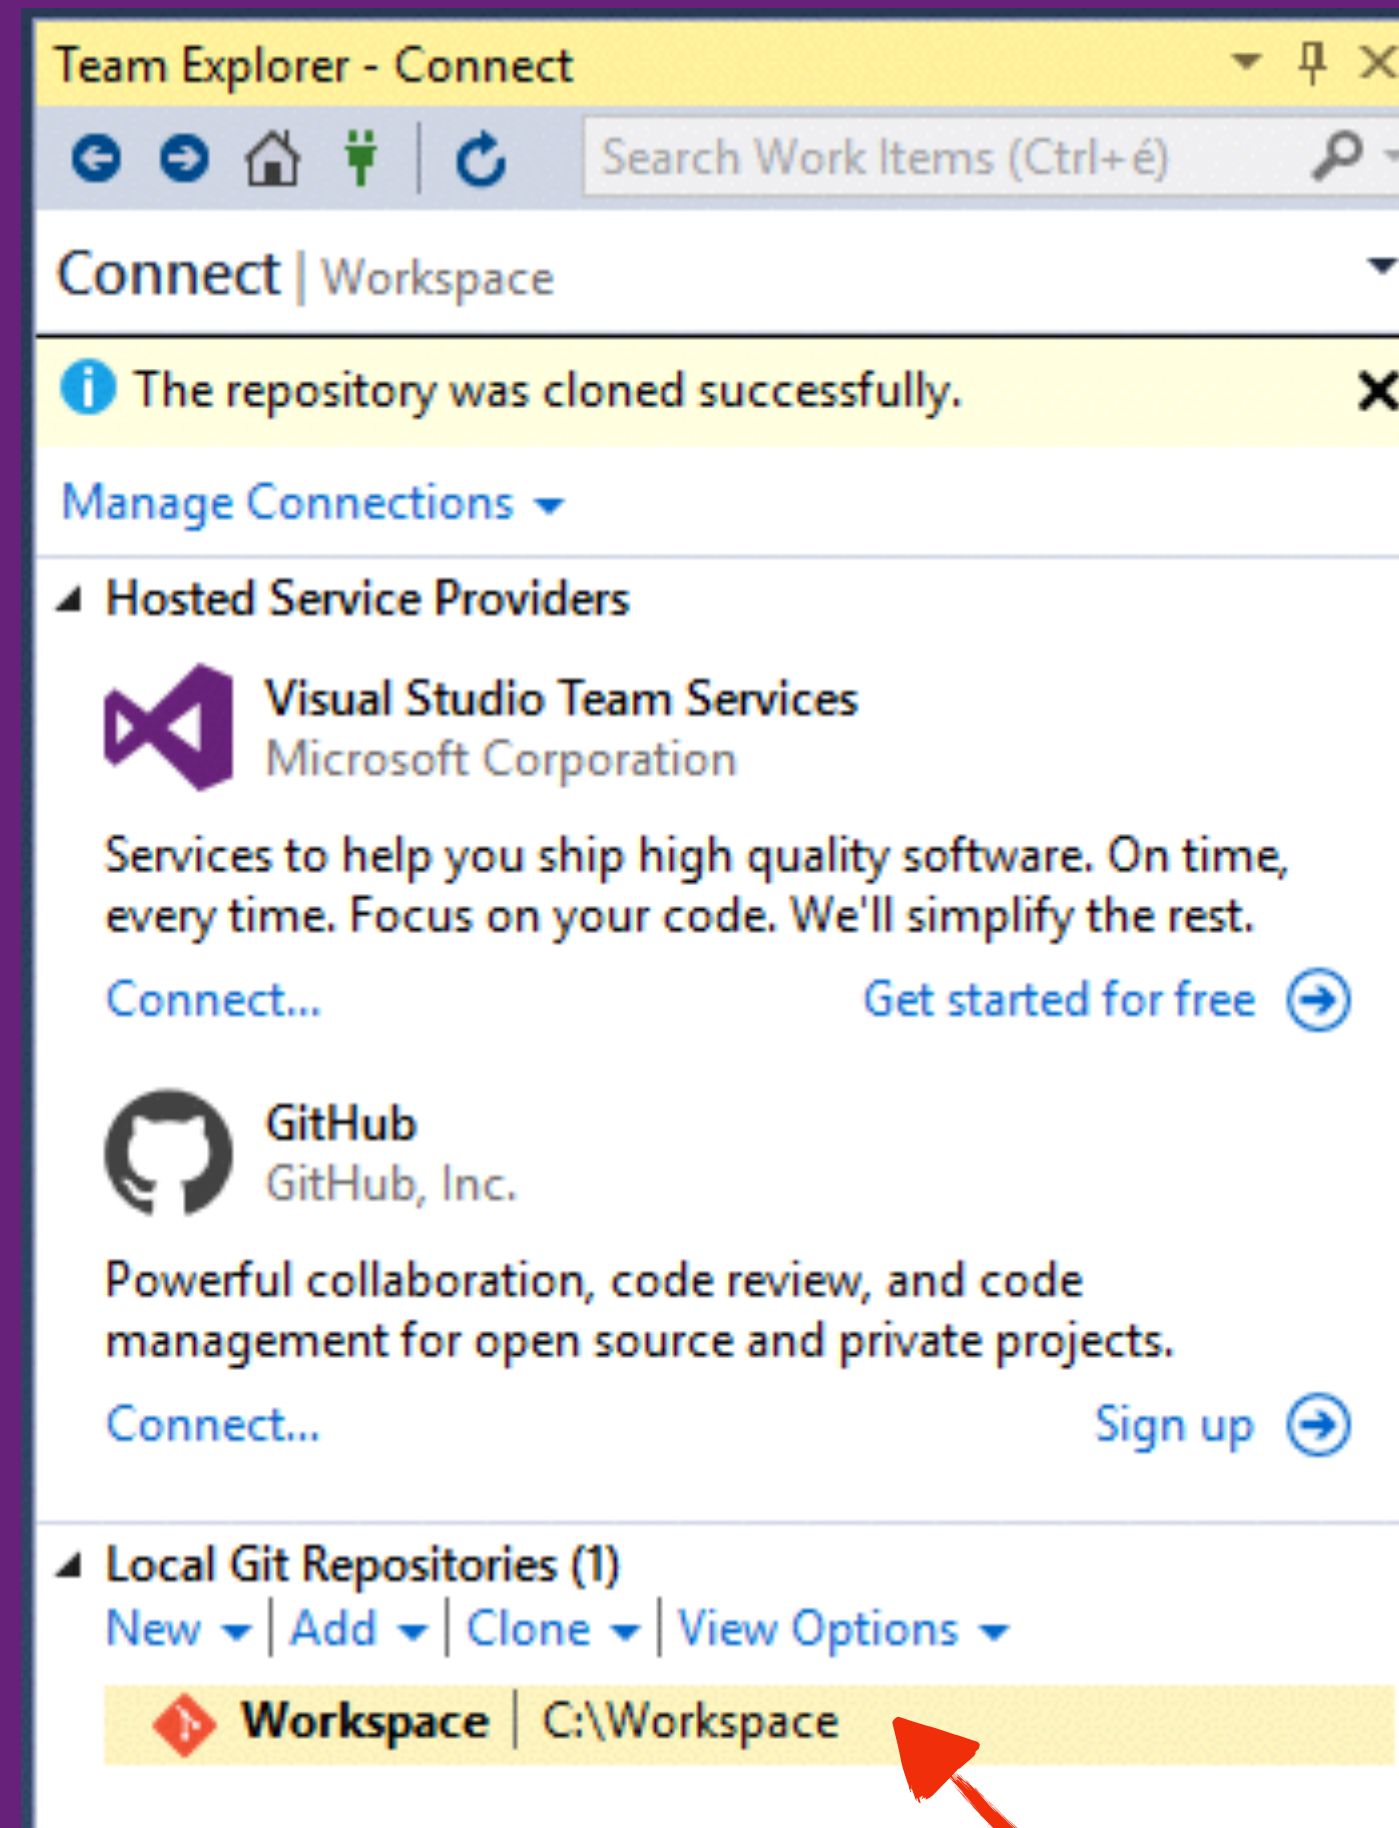 Team Explorer - Connect
Search Work Items (Ctrl+é)
Connect | Workspace
The repository was cloned successfully.
Manage Connections
Hosted Service Providers
Visual Studio Team Services
Microsoft Corporation
Services to help you ship high quality software. On time,
every time. Focus on your code. We'll simplify the rest.
Connect... Get started for free
GitHub
GitHub, Inc.
Powerful collaboration, code review, and code
management for open source and private projects.
Connect... Sign up
Local Git Repositories (1)
New | Add | Clone | View Options
Workspace | C:\Workspace